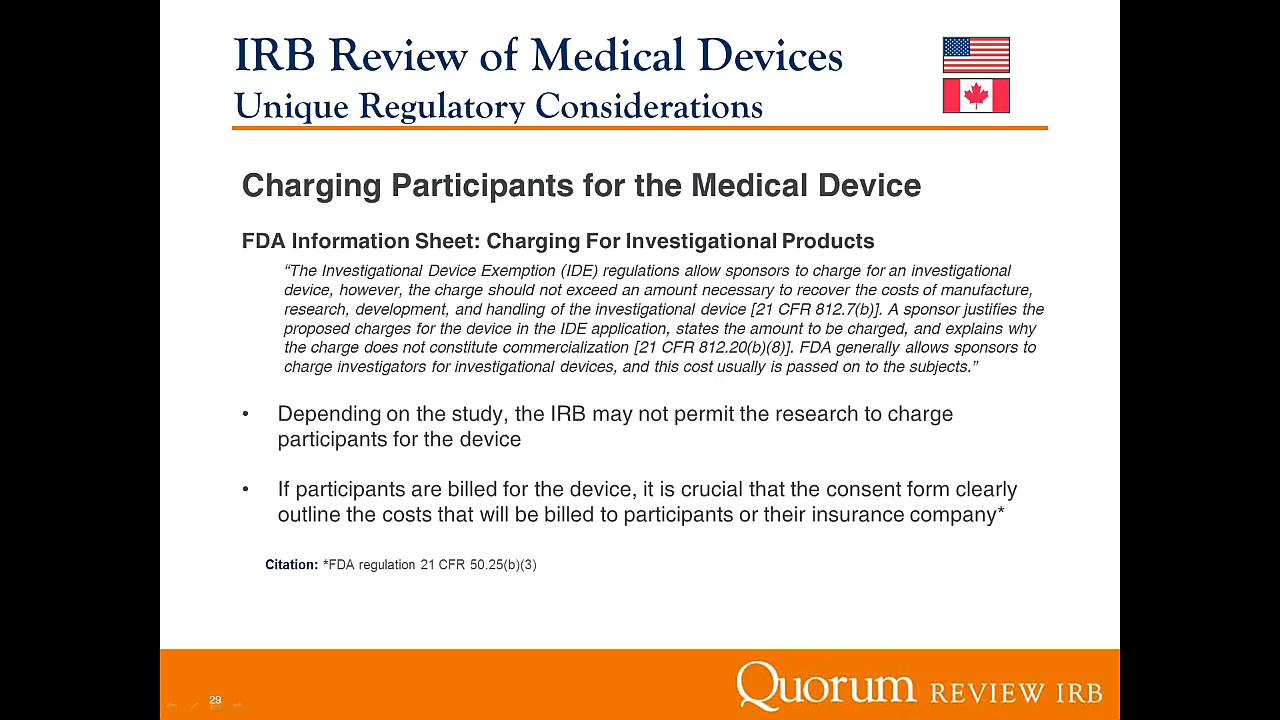 IRB Review of Medical Devices
Unique Regulatory Considerations
Charging Participants for the Medical Device
FDA Information Sheet: Charging For Investigational Products
“The Investigational Device Exemption (IDE) regulations allow sponsors to charge for an investigational
device, however, the charge should not exceed an amount necessary to recover the costs of manufacture,
research, development, and handling of the investigational device [21 CFR 812.7(b)]. A sponsor justifies the
proposed charges for the device in the IDE application, states the amount to be charged, and explains why
the charge does not constitute commercialization [21 CFR 812.20(b)(8)]. FDA generally allows sponsors to
charge investigators for investigational devices, and this cost usually is passed on to the subjects.”
• Depending on the study, the IRB may not permit the research to charge
participants for the device
• If participants are billed for the device, it is crucial that the consent form clearly
outline the costs that will be billed to participants or their insurance company*
Citation: *FDA regulation 21 CFR 50.25(b)(3)
29
Quorum REVIEW IRB